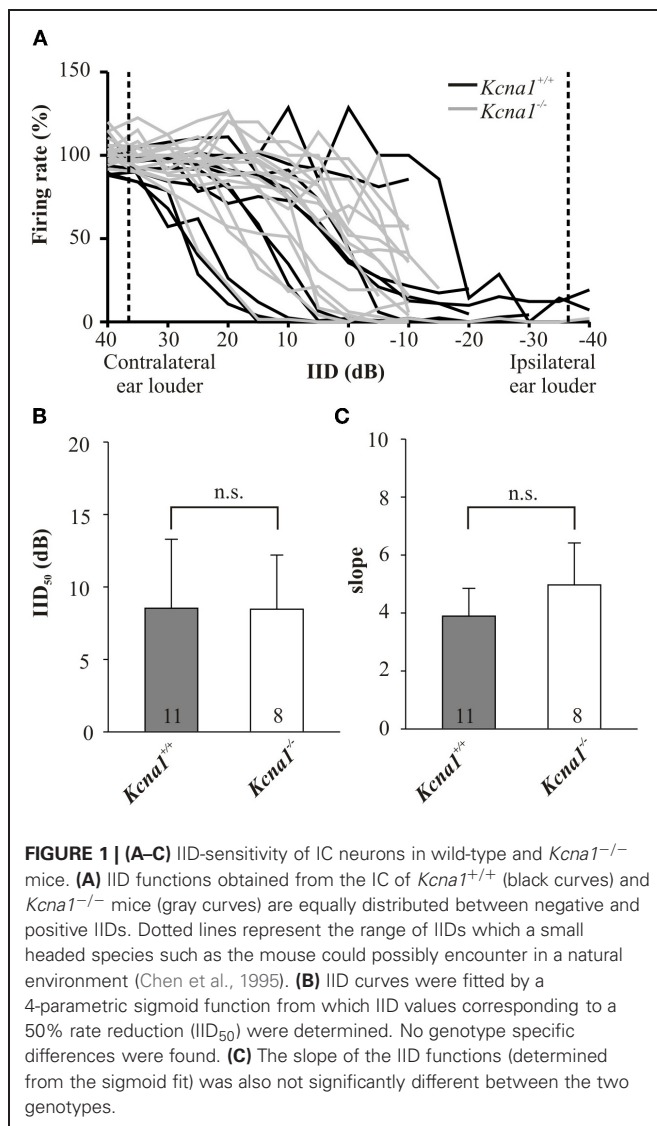 A
150
100
50
0
Firing rate (%)
Kcna1+/+
Kcna1-/-
40 30 20 10 0 -10 -20 -30 -40
Contralateral ear louder
IID (dB)
Ipsilateral ear louder
B
20
15
10
5
0
IID50 (dB)
n.s.
11
8
Kcna1+/+
Kcna1-/-
C
10
8
6
4
2
0
slope
n.s.
11
8
Kcna1+/+
Kcna1-/-
FIGURE 1 | (A–C) IID-sensitivity of IC neurons in wild-type and Kcna1−/−
mice. (A) IID functions obtained from the IC of Kcna1+/+ (black curves) and
Kcna1−/− mice (gray curves) are equally distributed between negative and
positive IIDs. Dotted lines represent the range of IIDs which a small
headed species such as the mouse could possibly encounter in a natural
environment (Chen et al., 1995). (B) IID curves were fitted by a
4-parametric sigmoid function from which IID values corresponding to a
50% rate reduction (IID50) were determined. No genotype specific
differences were found. (C) The slope of the IID functions (determined
from the sigmoid fit) was also not significantly different between the two
genotypes.